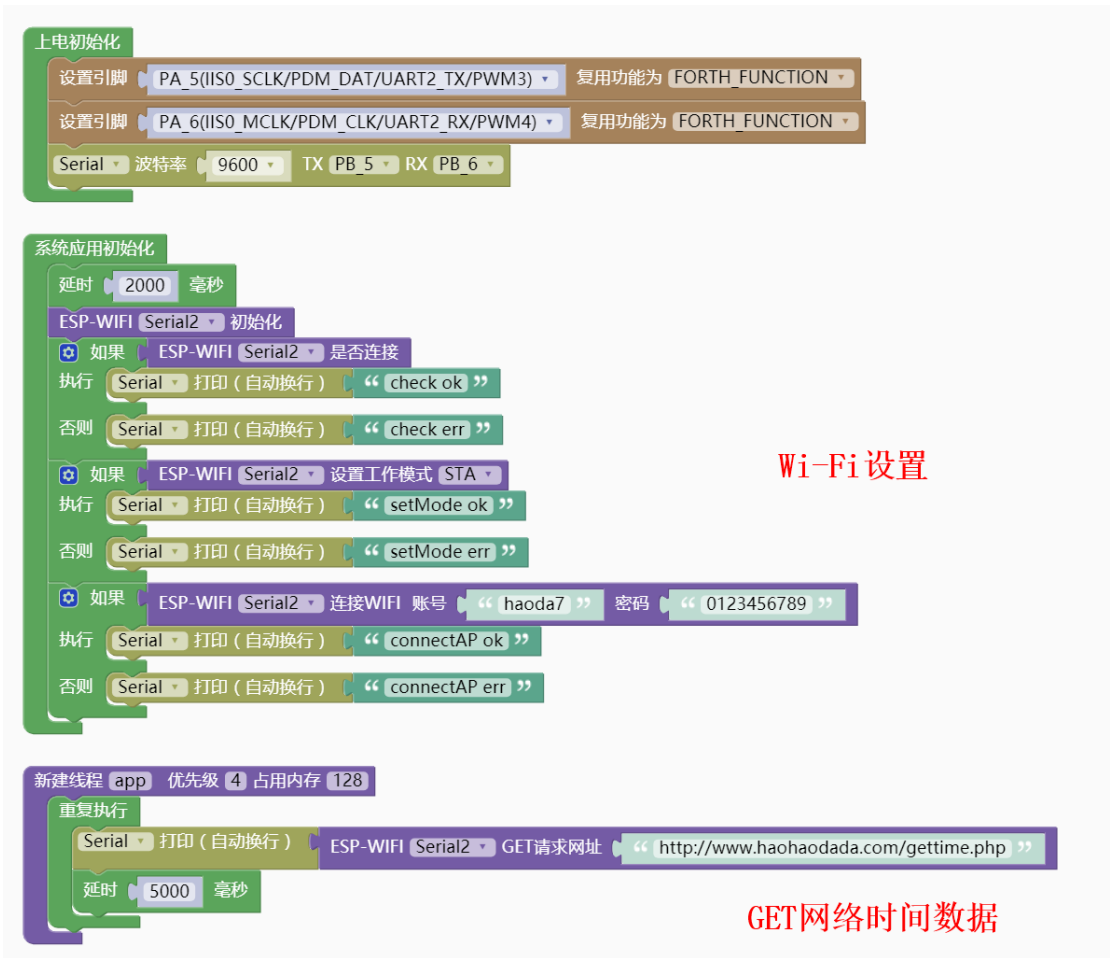 上电初始化
设置引脚 PA_5(IIS0_SCLK/PDM_DAT/UART2_TX/PWM3) 复用功能为 FORTH_FUNCTION
设置引脚 PA_6(IIS0_MCLK/PDM_CLK/UART2_RX/PWM4) 复用功能为 FORTH_FUNCTION
Serial 波特率 9600 TX PB_5 RX PB_6
系统应用初始化
延时 2000 毫秒
ESP-WIFI Serial2 初始化
如果 ESP-WIFI Serial2 是否连接
执行 Serial 打印（自动换行） “ check ok ”
否则 Serial 打印（自动换行） “ check err ”
如果 ESP-WIFI Serial2 设置工作模式 STA
执行 Serial 打印（自动换行） “ setMode ok ”
否则 Serial 打印（自动换行） “ setMode err ”
如果 ESP-WIFI Serial2 连接WIFI 账号 “ haoda7 ” 密码 “ 0123456789 ”
执行 Serial 打印（自动换行） “ connectAP ok ”
否则 Serial 打印（自动换行） “ connectAP err ”
Wi-Fi设置
新建线程 app 优先级 4 占用内存 128
重复执行
Serial 打印（自动换行） ESP-WIFI Serial2 GET请求网址 “ http://www.haohaodada.com/gettime.php ”
延时 5000 毫秒
GET网络时间数据